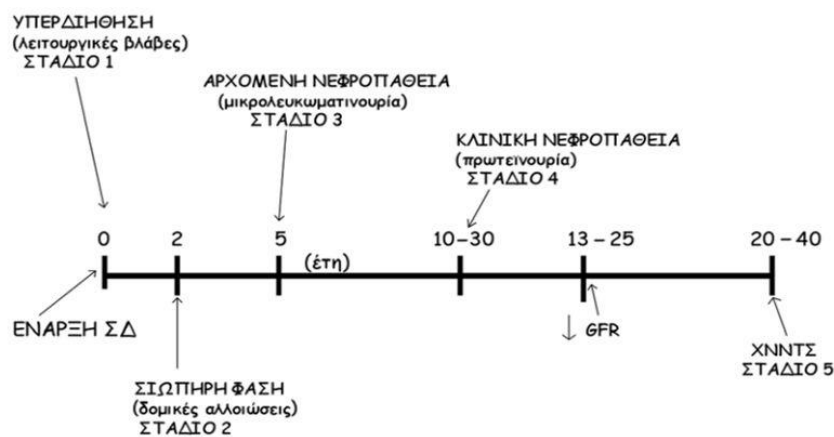 ΥΠΕΡΔΙΗΘΗΣΗ
(λειτουργικές βλάβες)
ΣΤΑΔΙΟ 1
ΑΡΧΟΜΕΝΗ ΝΕΦΡΟΠΑΘΕΙΑ
(μικρολευκωματινουρία)
ΣΤΑΔΙΟ 3
ΚΛΙΝΙΚΗ ΝΕΦΡΟΠΑΘΕΙΑ
(πρωτεϊνουρία)
ΣΤΑΔΙΟ 4
0 2 5 10-30 13 - 25 20 - 40
(έτη)
ΕΝΑΡΞΗ ΣΔ
↓ GFR
ΧΝΝΤΣ
ΣΤΑΔΙΟ 5
ΣΙΩΠΗΡΗ ΦΑΣΗ
(δομικές αλλοιώσεις)
ΣΤΑΔΙΟ 2